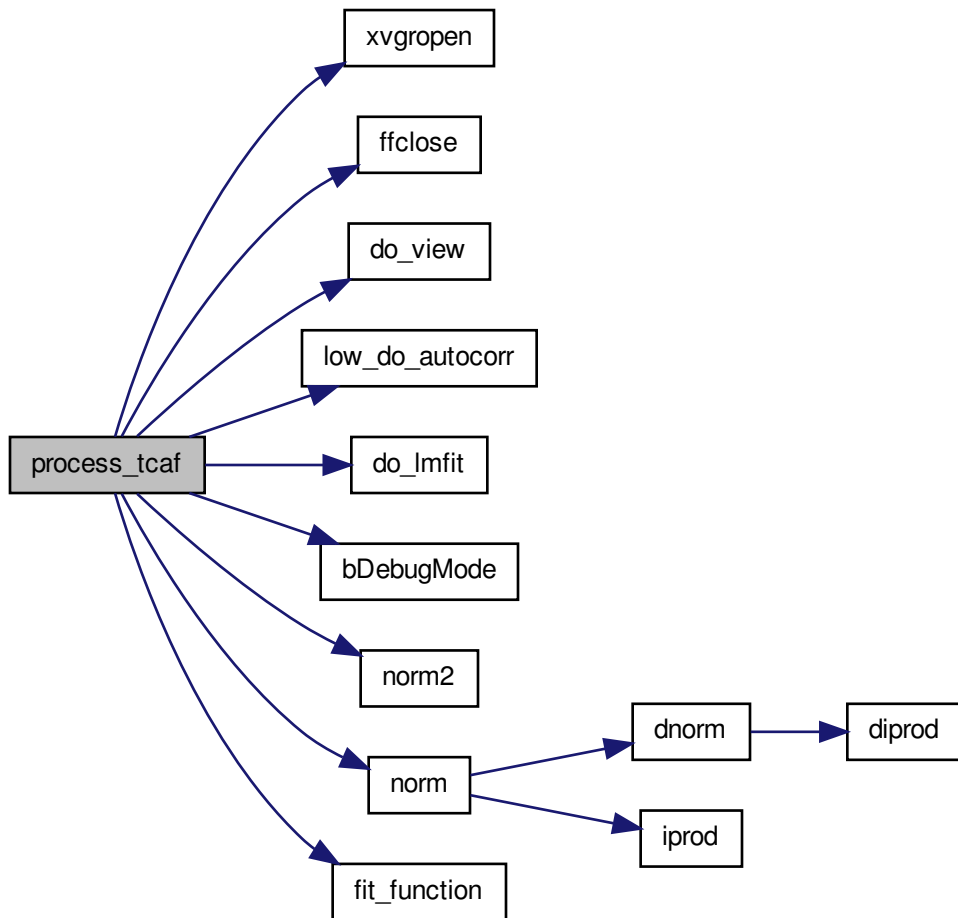 xvgropen
ffclose
do_view
low_do_autocorr
process_tcaf
do_lmfit
bDebugMode
norm2
dnorm
diprod
norm
iprod
fit_function